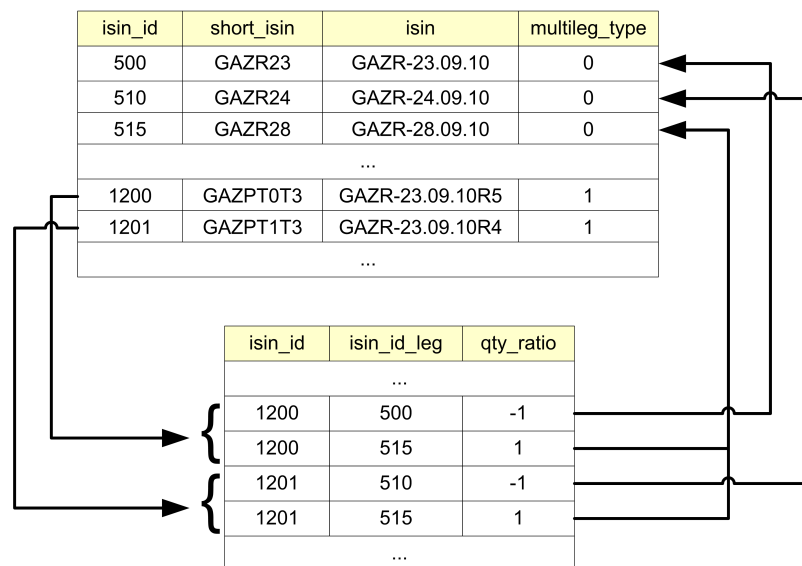 isin_id short_isin isin multileg_type
500 GAZR23 GAZR-23.09.10 0
510 GAZR24 GAZR-24.09.10 0
515 GAZR28 GAZR-28.09.10 0
...
1200 GAZPT0T3 GAZR-23.09.10R5 1
1201 GAZPT1T3 GAZR-23.09.10R4 1
...
isin_id isin_id_leg qty_ratio
...
1200 500 -1
1200 515 1
1201 510 -1
1201 515 1
...